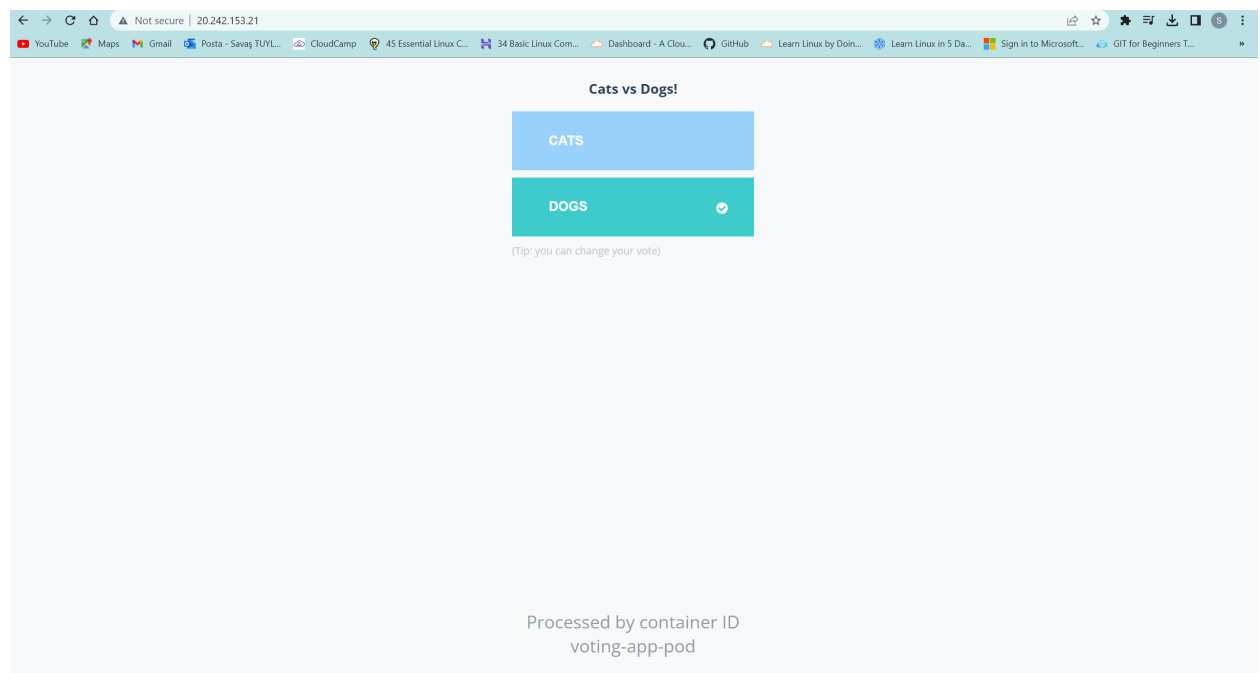 Not secure | 20.242.153.21 S
YouTube Maps Gmail Posta - Savaş TUYL... CloudCamp 45 Essential Linux C... 34 Basic Linux Com... Dashboard - A Clou... GitHub Learn Linux by Doin... Learn Linux in 5 Da... Sign in to Microsoft... GIT for Beginners T... »
Cats vs Dogs!
CATS
DOGS
(Tip: you can change your vote)
Processed by container ID
voting-app-pod